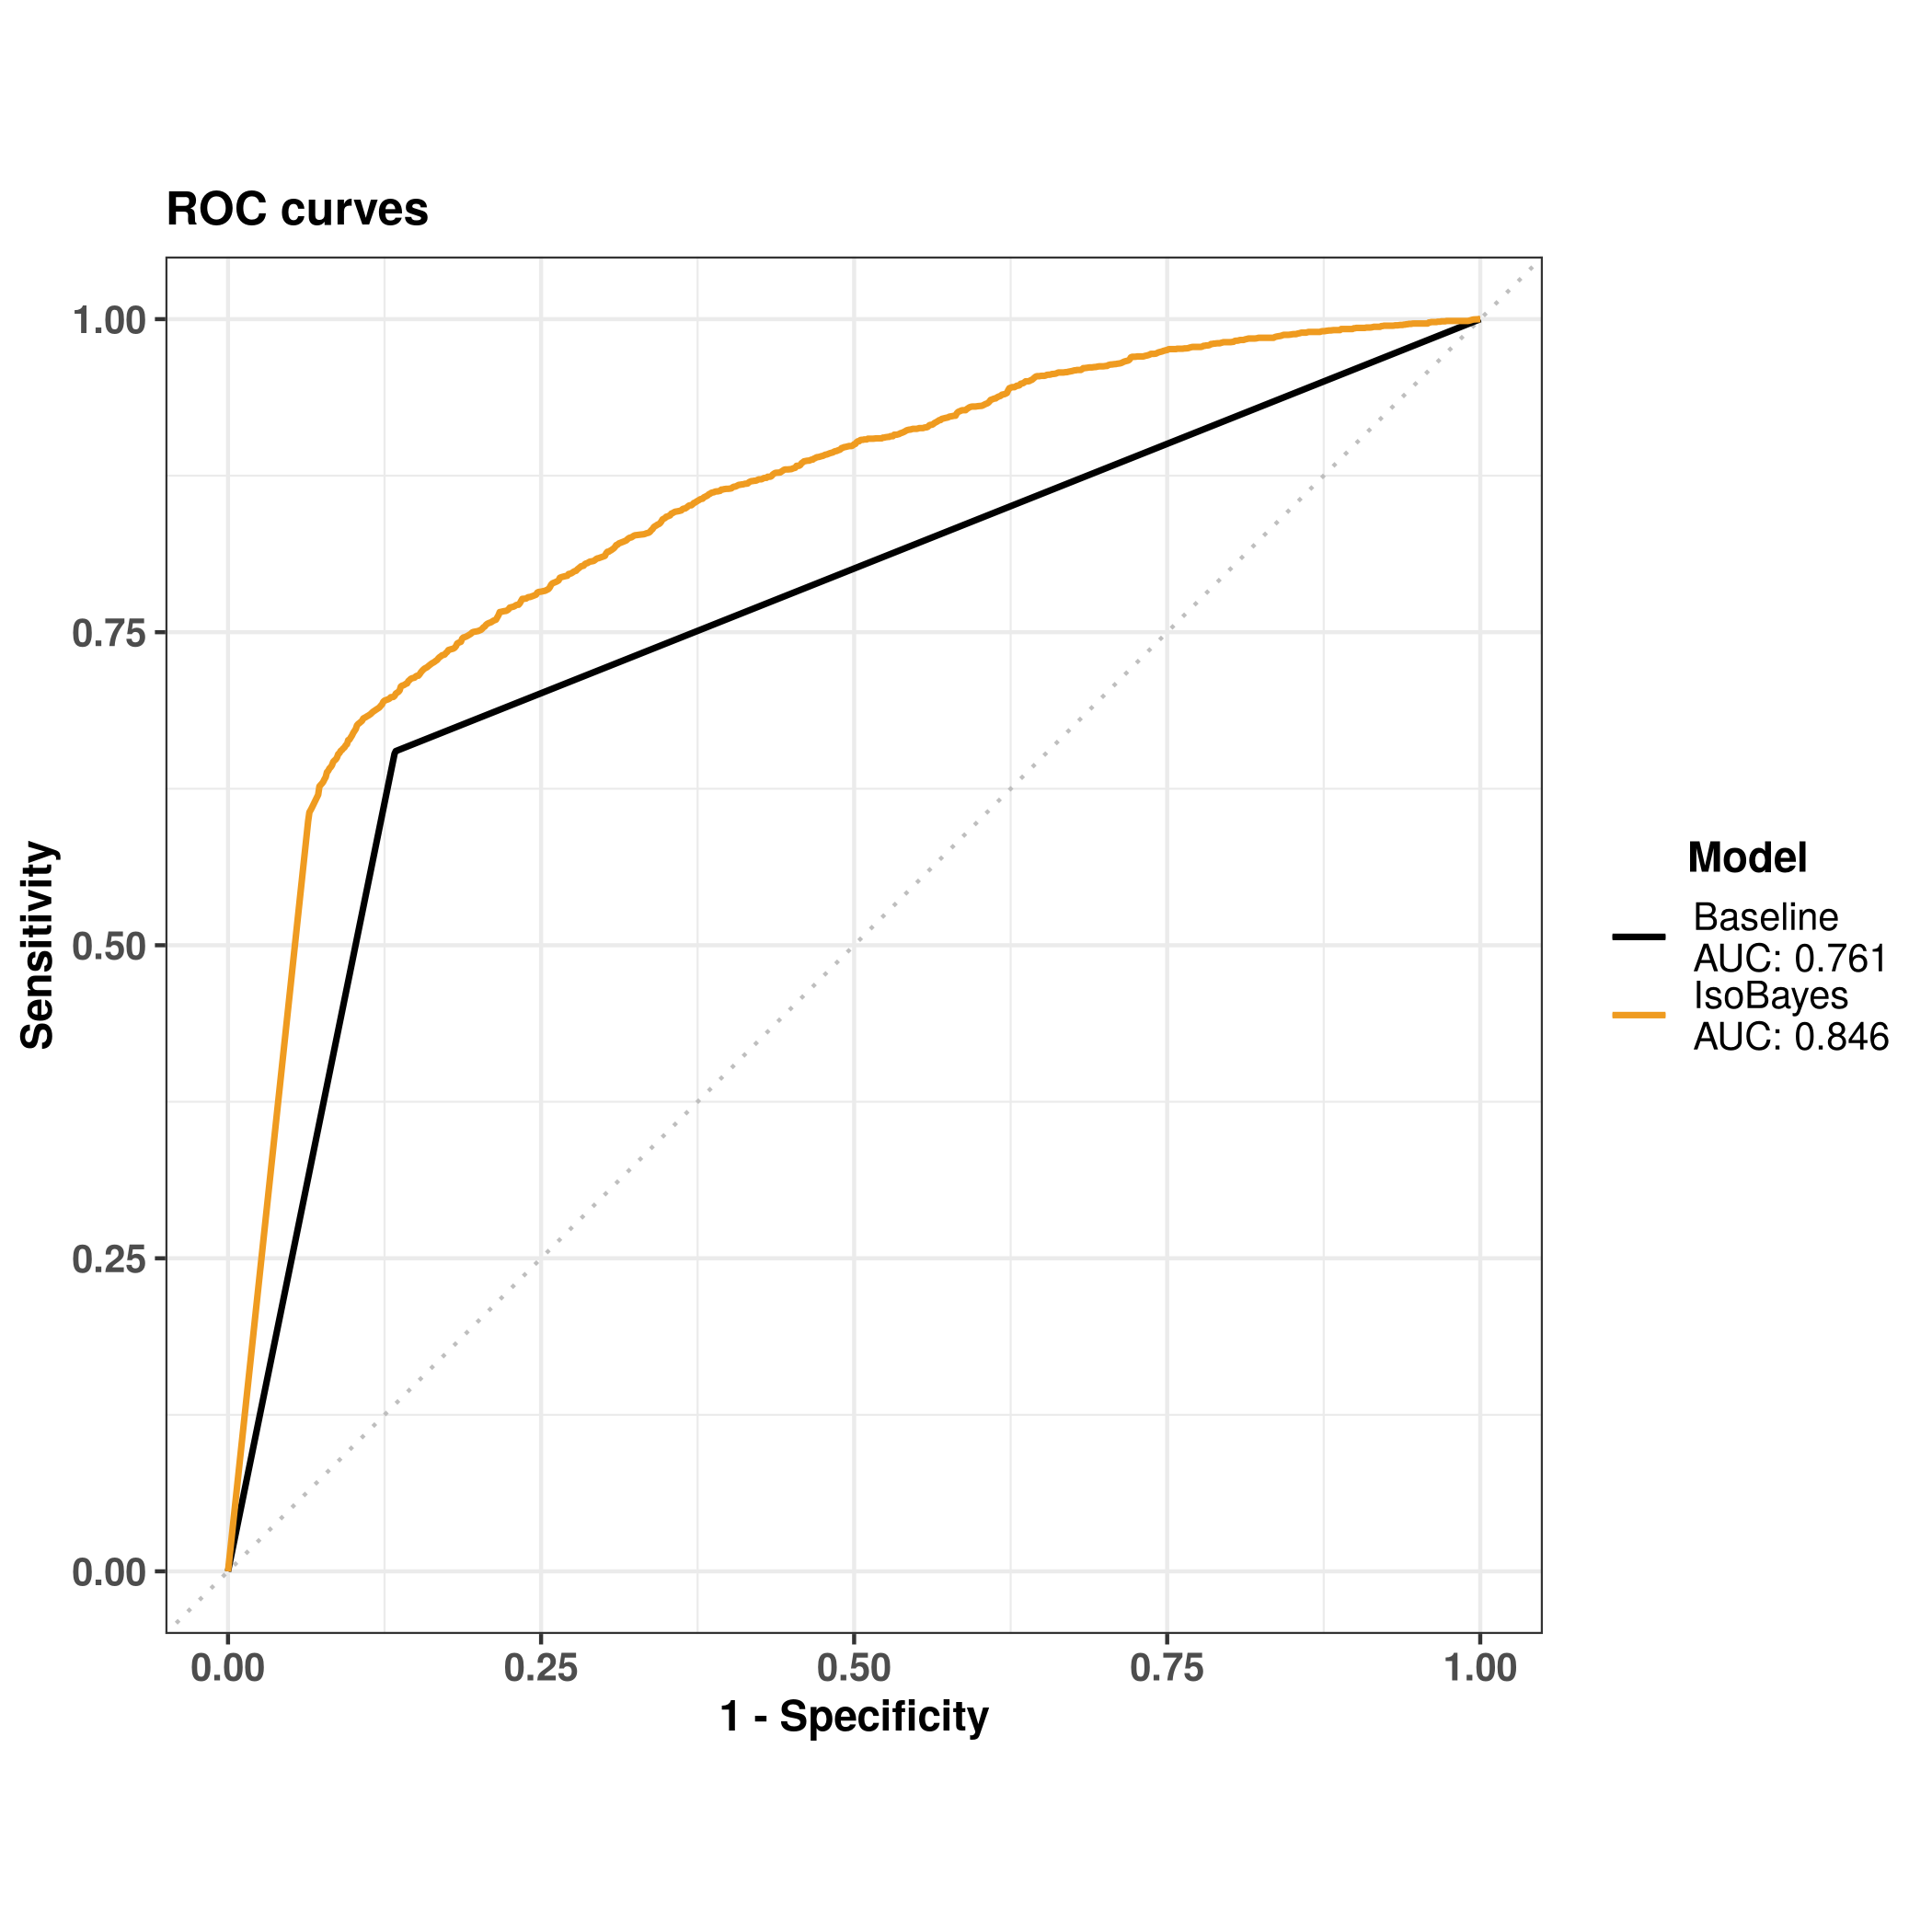 ROC curves
1.00
0.75
0.50
0.25
0.00
Sensitivity
0.00 0.25 0.50 0.75 1.00
1 - Specificity
Model
Baseline
AUC: 0.761
IsoBayes
AUC: 0.846